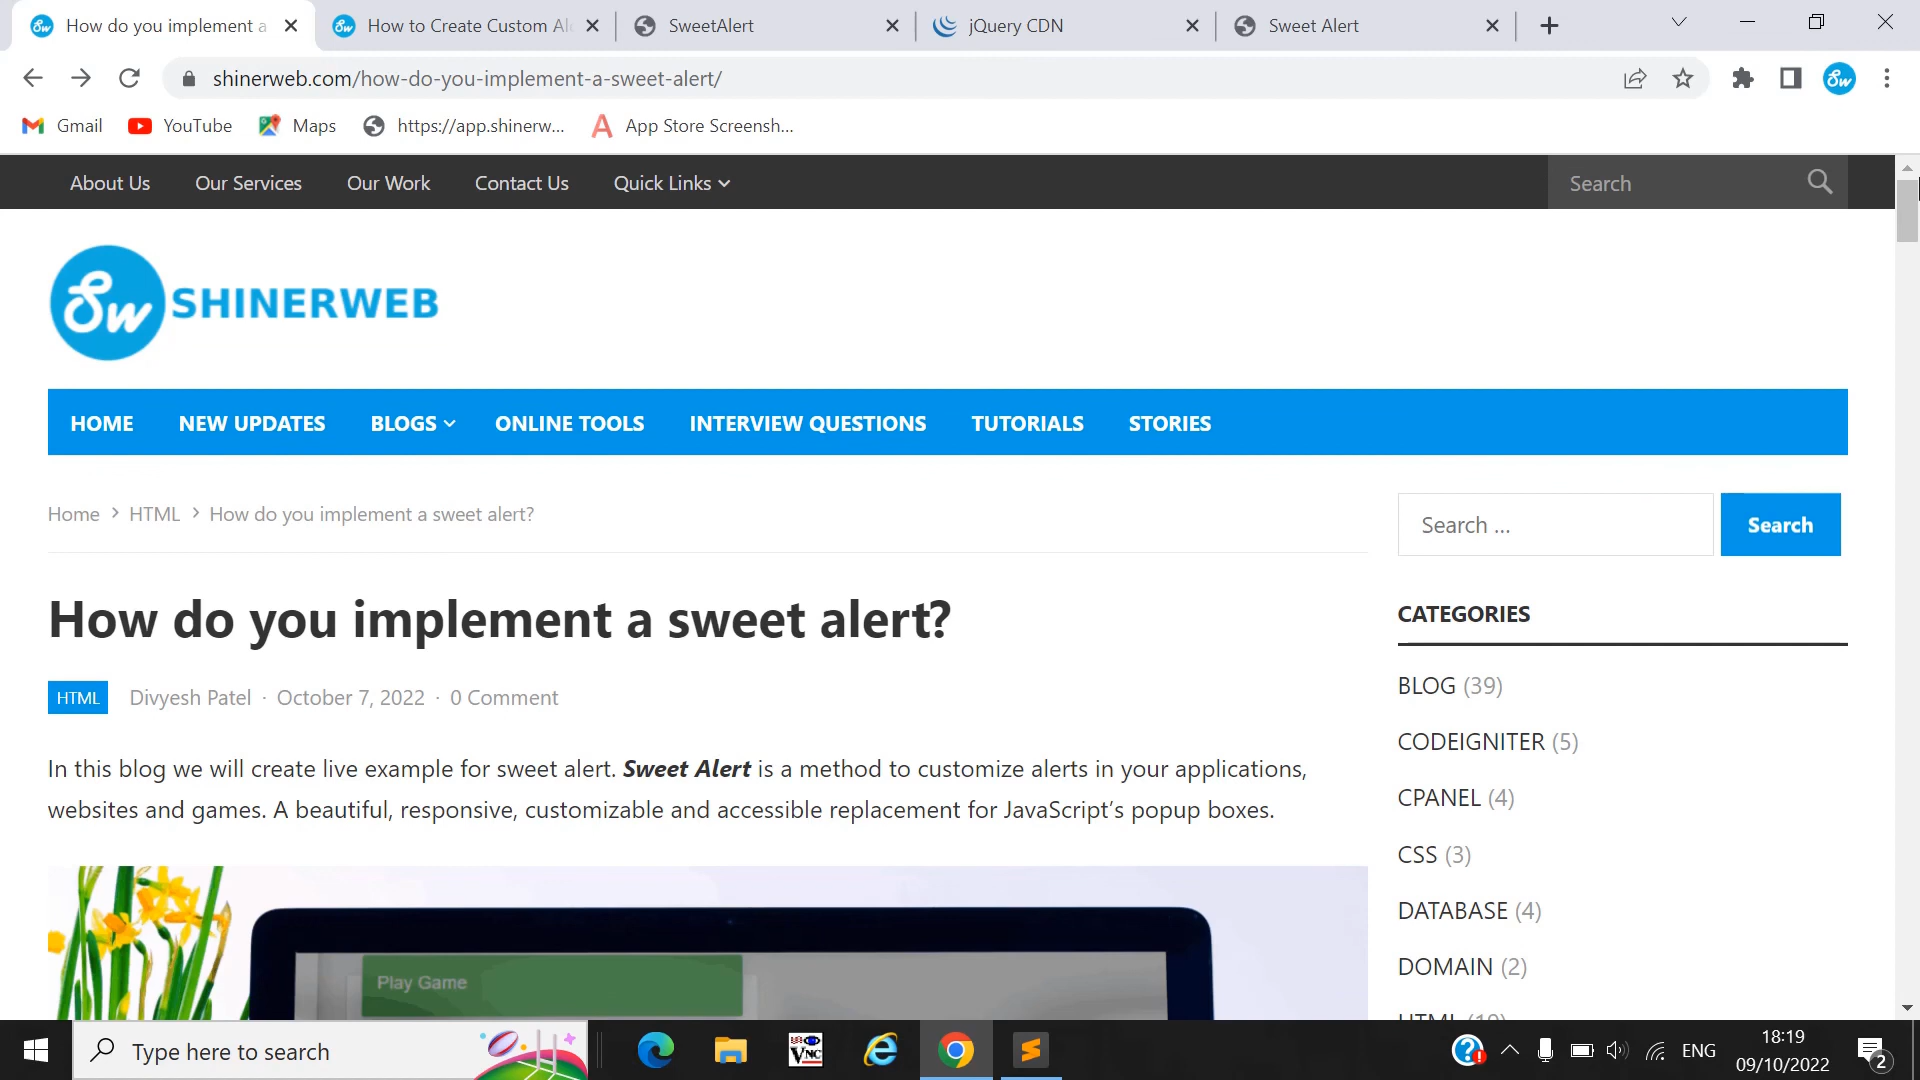 How do you implement a
How to Create Custom Al
SweetAlert
jQuery CDN
Sweet Alert
shinerweb.com/how-do-you-implement-a-sweet-alert/
Sw
Gmail
YouTube
Maps
https://app.shinerw...
App Store Screensh...
About Us
Our Services
Our Work
Contact Us
Quick Links
Search
Sw SHINERWEB
HOME
NEW UPDATES
BLOGS
ONLINE TOOLS
INTERVIEW QUESTIONS
TUTORIALS
STORIES
Home > HTML > How do you implement a sweet alert?
Search ...
Search
How do you implement a sweet alert?
HTML Divyesh Patel · October 7, 2022 · 0 Comment
In this blog we will create live example for sweet alert. Sweet Alert is a method to customize alerts in your applications,
websites and games. A beautiful, responsive, customizable and accessible replacement for JavaScript’s popup boxes.
Play Game
CATEGORIES
BLOG (39)
CODEIGNITER (5)
CPANEL (4)
CSS (3)
DATABASE (4)
DOMAIN (2)
Type here to search
VNC
ENG
18:19
09/10/2022
2